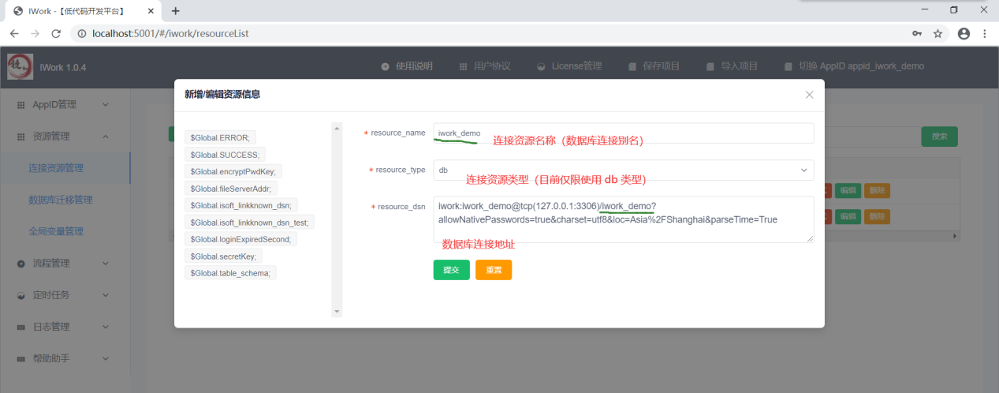 IWork -【低代码开发平台】
localhost:5001/#/iwork/resourceList
IWork 1.0.4
使用说明
用户协议
License管理
保存项目
导入项目
切换 AppID appid_iwork_demo
AppID管理
资源管理
连接资源管理
数据库迁移管理
全局变量管理
流程管理
定时任务
日志管理
帮助助手
搜索
编辑
删除
编辑
删除
新增/编辑资源信息
$Global.ERROR;
$Global.SUCCESS;
$Global.encryptPwdKey;
$Global.fileServerAddr;
$Global.isoft_linkknown_dsn;
$Global.isoft_linkknown_dsn_test;
$Global.loginExpiredSecond;
$Global.secretKey;
$Global.table_schema;
* resource_name
iwork_demo
连接资源名称（数据库连接别名）
* resource_type
db
连接资源类型（目前仅限使用 db 类型）
* resource_dsn
iwork:iwork_demo@tcp(127.0.0.1:3306)/iwork_demo?
allowNativePasswords=true&charset=utf8&loc=Asia%2FShanghai&parseTime=True
数据库连接地址
提交
重置